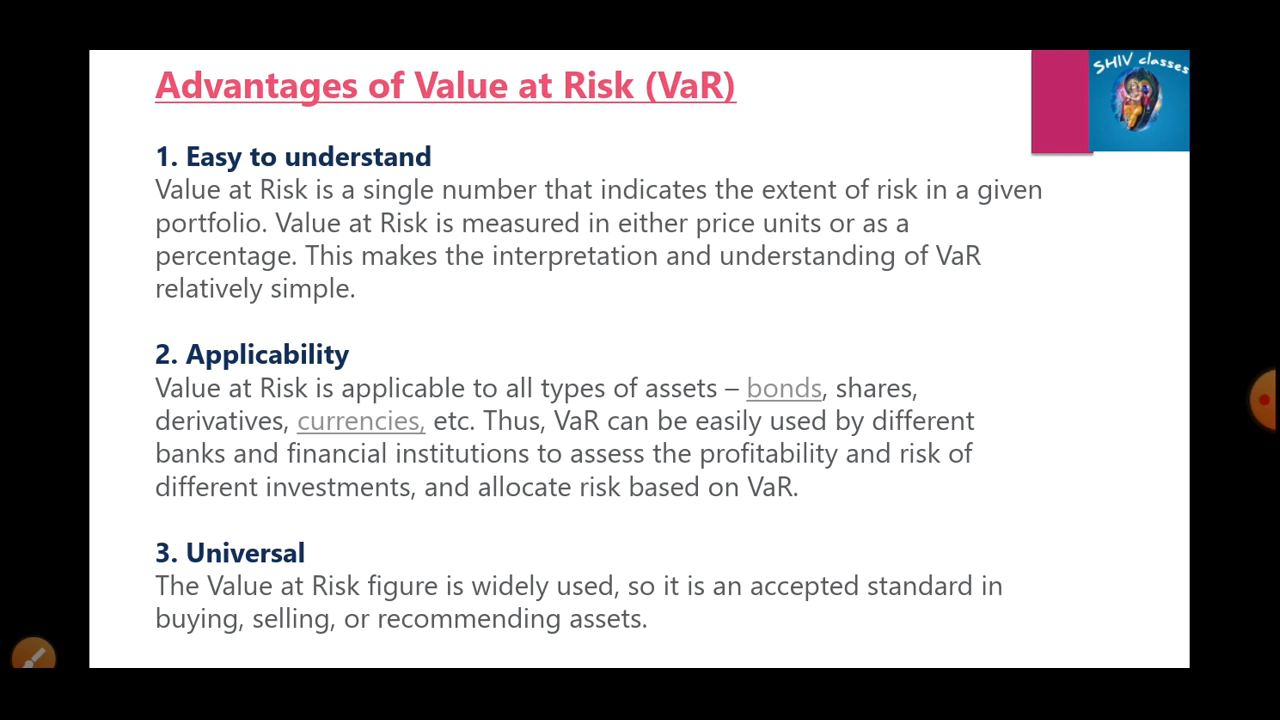 SHIV classes
Advantages of Value at Risk (VaR)
1. Easy to understand
Value at Risk is a single number that indicates the extent of risk in a given
portfolio. Value at Risk is measured in either price units or as a
percentage. This makes the interpretation and understanding of VaR
relatively simple.
2. Applicability
Value at Risk is applicable to all types of assets – bonds, shares,
derivatives, currencies, etc. Thus, VaR can be easily used by different
banks and financial institutions to assess the profitability and risk of
different investments, and allocate risk based on VaR.
3. Universal
The Value at Risk figure is widely used, so it is an accepted standard in
buying, selling, or recommending assets.